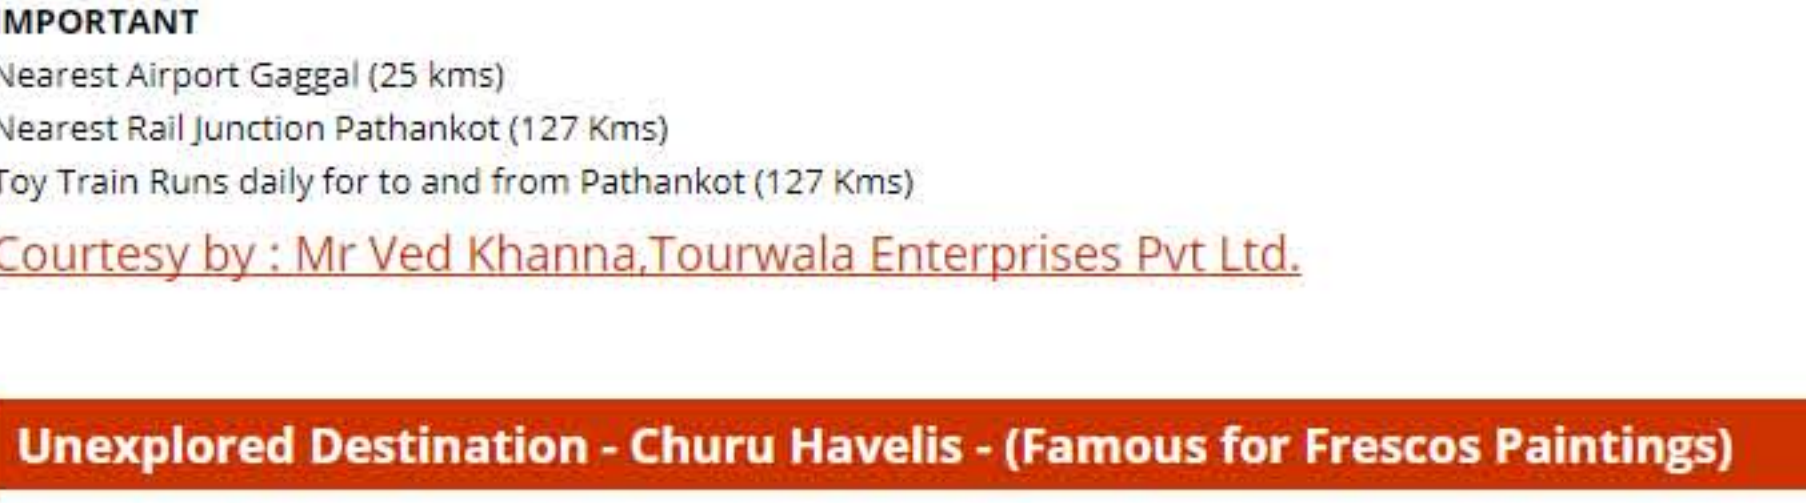 IMPORTANT
Nearest Airport Gaggal (25 kms)
Nearest Rail Junction Pathankot (127 Kms)
Toy Train Runs daily for to and from Pathankot (127 Kms)
Courtesy by : Mr Ved Khanna,Tourwala Enterprises Pvt Ltd.
Unexplored Destination - Churu Havelis - (Famous for Frescos Paintings)